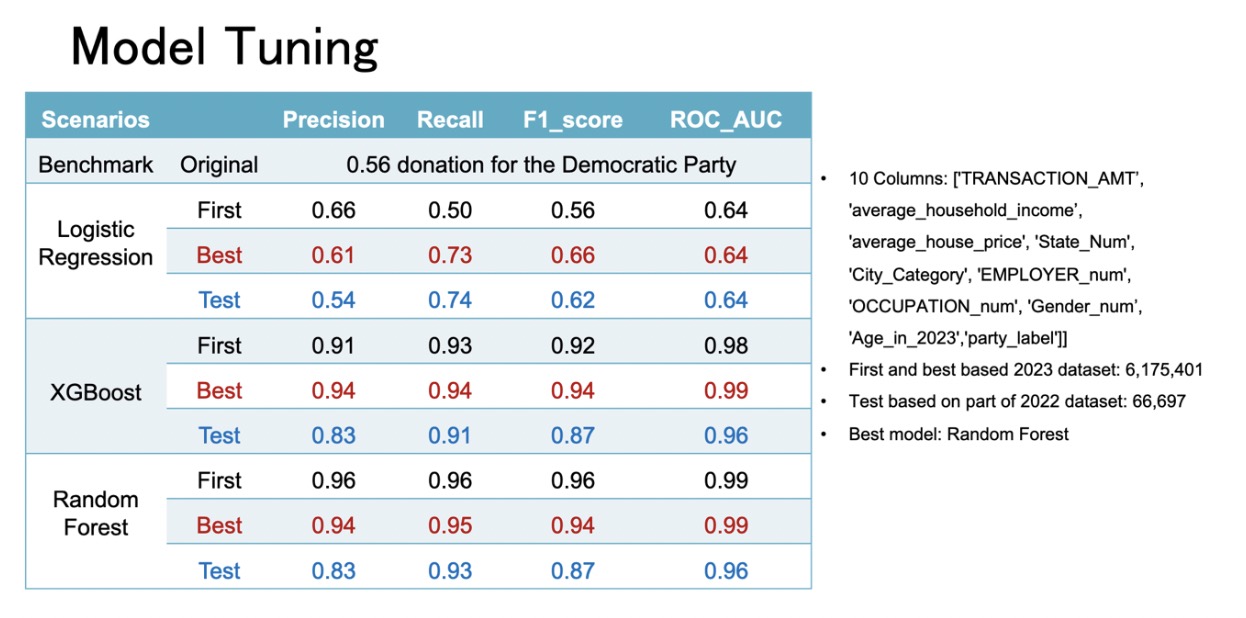 Model Tuning
Scenarios Precision Recall F1_score ROC_AUC
Benchmark Original 0.56 donation for the Democratic Party
Logistic Regression
First 0.66 0.50 0.56 0.64
Best 0.61 0.73 0.66 0.64
Test 0.54 0.74 0.62 0.64
XGBoost
First 0.91 0.93 0.92 0.98
Best 0.94 0.94 0.94 0.99
Test 0.83 0.91 0.87 0.96
Random Forest
First 0.96 0.96 0.96 0.99
Best 0.94 0.95 0.94 0.99
Test 0.83 0.93 0.87 0.96
• 10 Columns: ['TRANSACTION_AMT’,
'average_household_income’,
'average_house_price', 'State_Num',
'City_Category', 'EMPLOYER_num',
'OCCUPATION_num', 'Gender_num’,
'Age_in_2023','party_label']]
• First and best based 2023 dataset: 6,175,401
• Test based on part of 2022 dataset: 66,697
• Best model: Random Forest